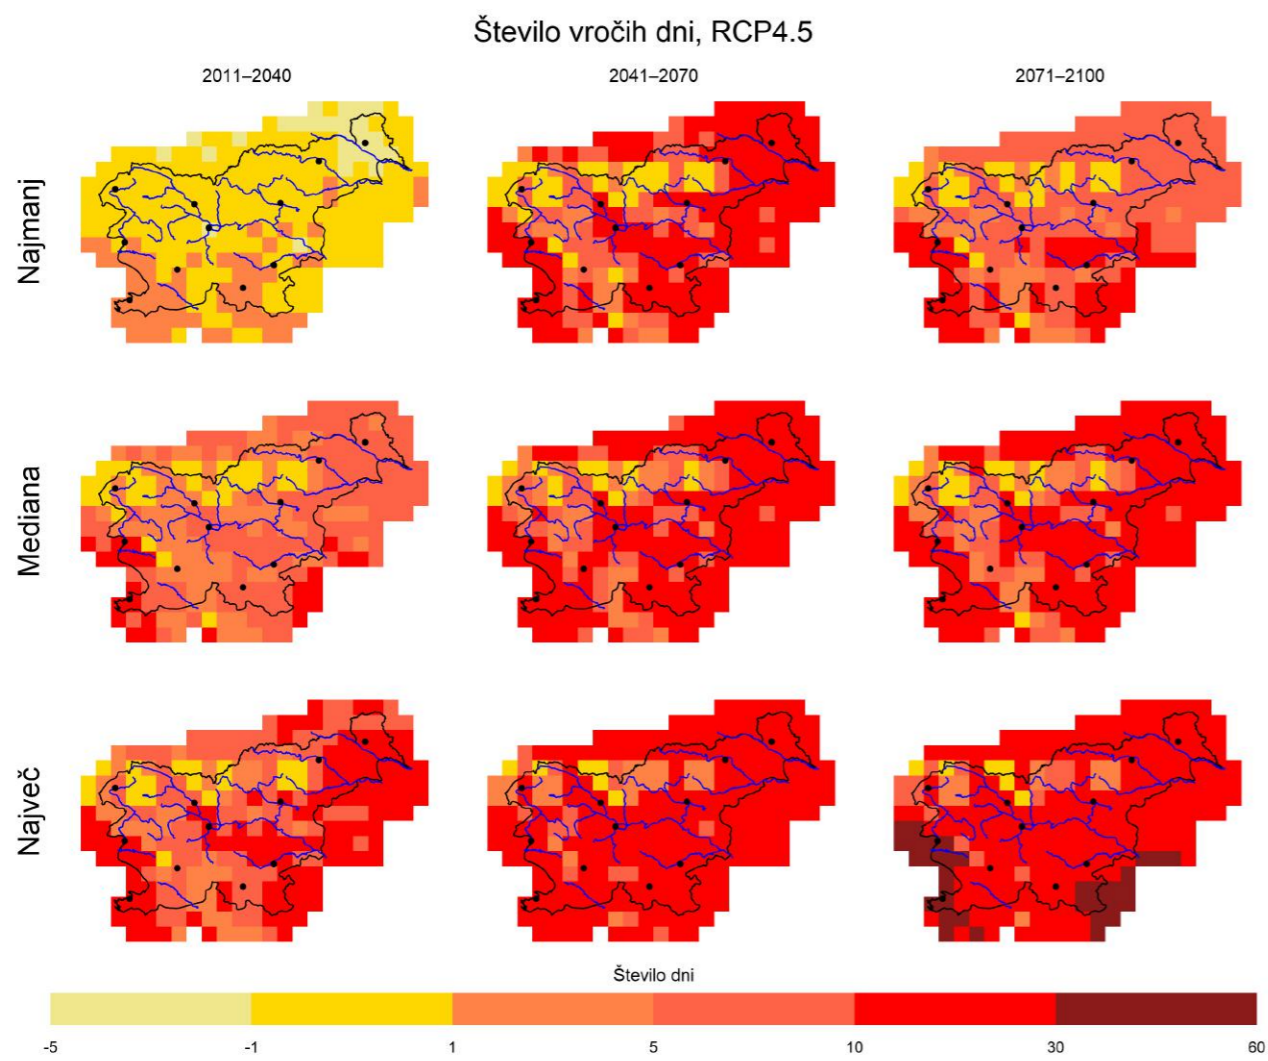 Število vročih dni, RCP4.5
2011–2040 2041–2070 2071–2100
Najmanj
Mediana
Največ
Število dni
-5 -1 1 5 10 30 60